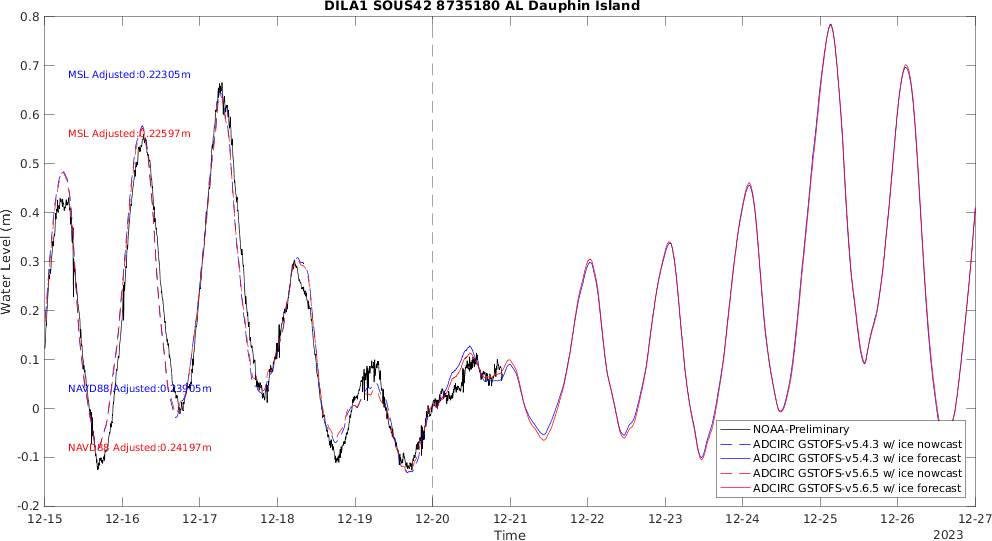 DILA1 SOUS42 8735180 AL Dauphin Island
0.8
0.7
0.6
0.5
0.4
0.3
0.2
0.1
0
-0.1
-0.2
Water Level (m)
MSL Adjusted:0.22305m
MSL Adjusted:0.22597m
NAVD88 Adjusted:0.23905m
NAVD88 Adjusted:0.24197m
NOAA-Preliminary
ADCIRC GSTOFS-v5.4.3 w/ ice nowcast
ADCIRC GSTOFS-v5.4.3 w/ ice forecast
ADCIRC GSTOFS-v5.6.5 w/ ice nowcast
ADCIRC GSTOFS-v5.6.5 w/ ice forecast
12-15 12-16 12-17 12-18 12-19 12-20 12-21 12-22 12-23 12-24 12-25 12-26 12-27
Time
2023